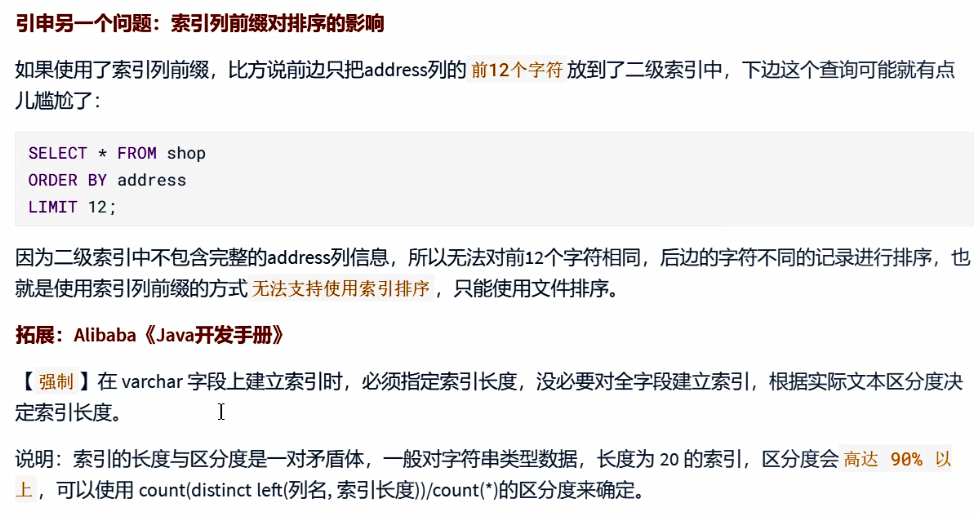 引申另一个问题：索引列前缀对排序的影响
如果使用了索引列前缀，比方说前边只把address列的 前12个字符 放到了二级索引中，下边这个查询可能就有点
儿尴尬了：
SELECT * FROM shop
ORDER BY address
LIMIT 12;
因为二级索引中不包含完整的address列信息，所以无法对前12个字符相同，后边的字符不同的记录进行排序，也
就是使用索引列前缀的方式 无法支持使用索引排序 ，只能使用文件排序。
拓展：Alibaba《Java开发手册》
【 强制 】在 varchar 字段上建立索引时，必须指定索引长度，没必要对全字段建立索引，根据实际文本区分度决
定索引长度。
说明：索引的长度与区分度是一对矛盾体，一般对字符串类型数据，长度为 20 的索引，区分度会 高达 90% 以
上 ，可以使用 count(distinct left(列名, 索引长度))/count(*)的区分度来确定。